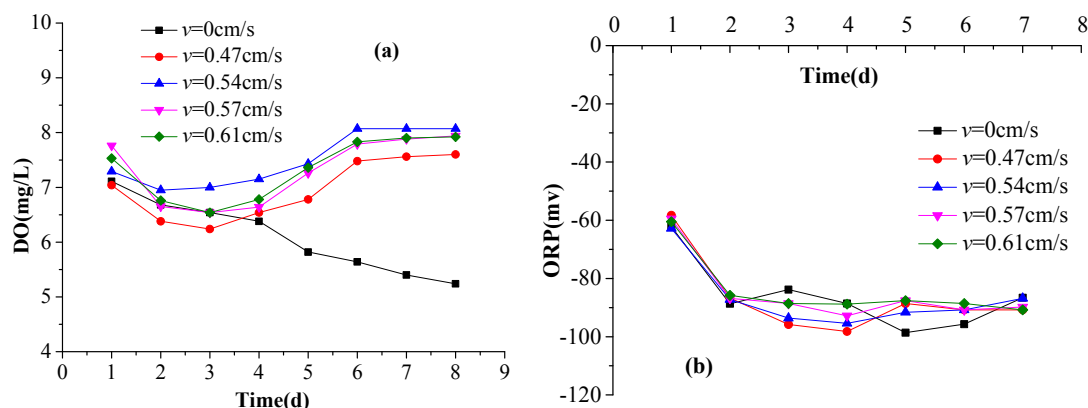 10
9
8
7
6
5
4
DO(mg/L)
v=0cm/s
v=0.47cm/s
v=0.54cm/s
v=0.57cm/s
v=0.61cm/s
(a)
0 1 2 3 4 5 6 7 8 9
Time(d)
0 1 2 3 4 5 6 7 8
Time(d)
0
-20
-40
-60
-80
-100
-120
ORP(mv)
v=0cm/s
v=0.47cm/s
v=0.54cm/s
v=0.57cm/s
v=0.61cm/s
(b)